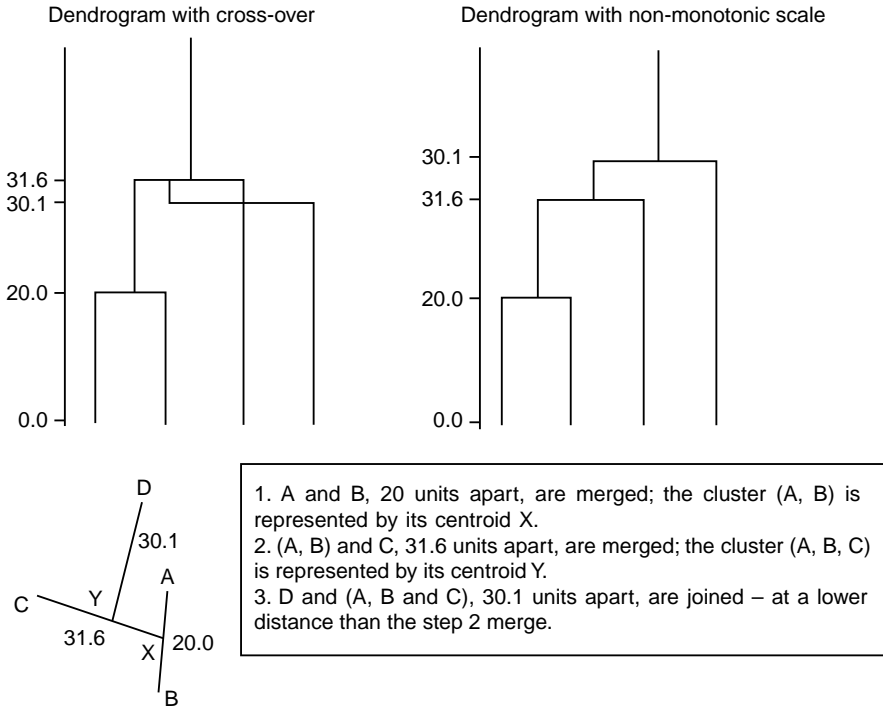 Dendrogram with cross-over
Dendrogram with non-monotonic scale
31.6
30.1
20.0
0.0
30.1
31.6
20.0
0.0
D
30.1
A
C
Y
31.6
X
20.0
B
1. A and B, 20 units apart, are merged; the cluster (A, B) is
represented by its centroid X.
2. (A, B) and C, 31.6 units apart, are merged; the cluster (A, B, C)
is represented by its centroid Y.
3. D and (A, B and C), 30.1 units apart, are joined – at a lower
distance than the step 2 merge.